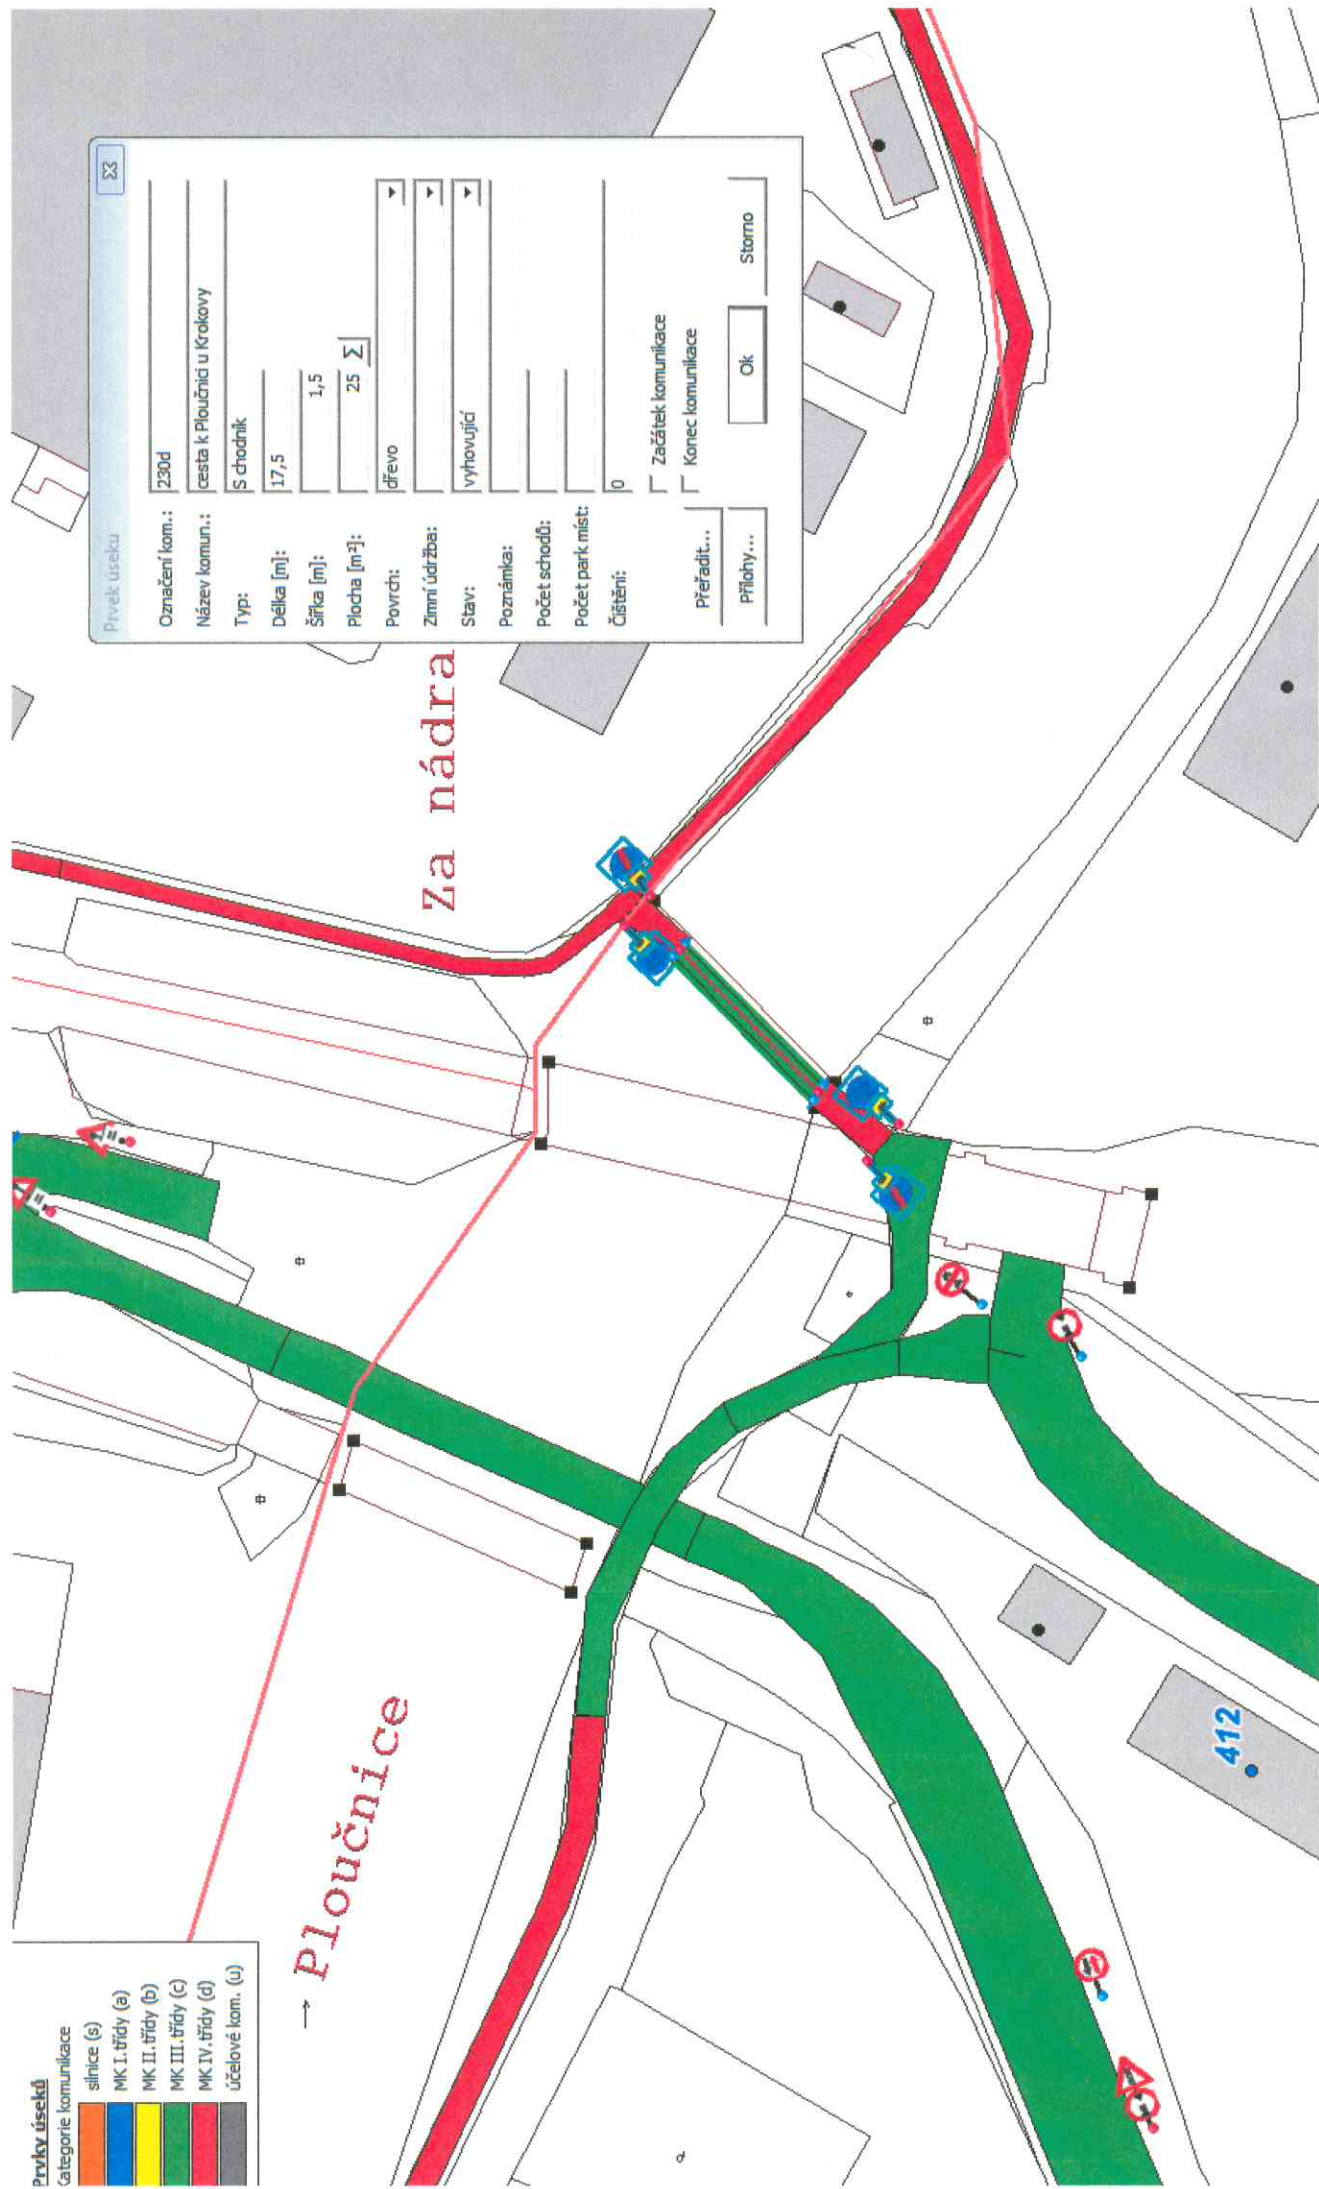 Prvek úseku
Označení kom.: 230d
Název komun.: cesta k Ploučnici u Krokovy
Typ: S chodník
Délka [m]: 17,5
Šířka [m]: 1,5
Plocha [m²]: 25 Σ
Povrch: dřevo
Zimní údržba:
Stav: vyhovující
Poznámka:
Počet schodů:
Počet park míst:
Čištění: 0
Začátek komunikace
Konec komunikace
Přeřadit...
Přílohy...
Ok
Storno
Za nádra
→ Ploučnice
412
Prvky úseků
Kategorie komunikace
silnice (s)
MK I.třídy (a)
MK II.třídy (b)
MK III.třídy (c)
MK IV.třídy (d)
účelové kom. (u)